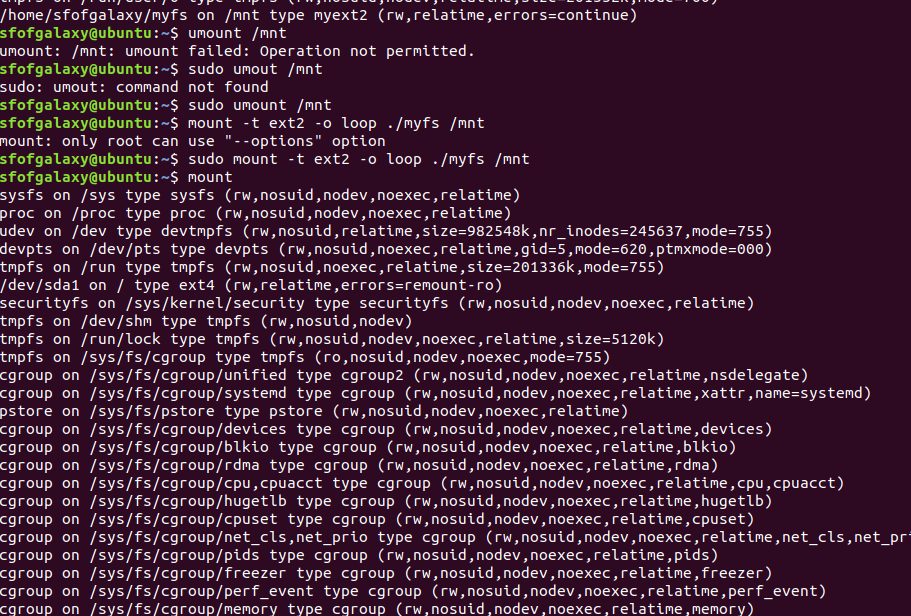 tmpfs on /run/user/0 type tmpfs (rw,nosuid,nodev,relatime,size=201332k,mode=700)
/home/sfofgalaxy/myfs on /mnt type myext2 (rw,relatime,errors=continue)
sfofgalaxy@ubuntu:~$ umount /mnt
umount: /mnt: umount failed: Operation not permitted.
sfofgalaxy@ubuntu:~$ sudo umout /mnt
sudo: umout: command not found
sfofgalaxy@ubuntu:~$ sudo umount /mnt
sfofgalaxy@ubuntu:~$ mount -t ext2 -o loop ./myfs /mnt
mount: only root can use "--options" option
sfofgalaxy@ubuntu:~$ sudo mount -t ext2 -o loop ./myfs /mnt
sfofgalaxy@ubuntu:~$ mount
sysfs on /sys type sysfs (rw,nosuid,nodev,noexec,relatime)
proc on /proc type proc (rw,nosuid,nodev,noexec,relatime)
udev on /dev type devtmpfs (rw,nosuid,relatime,size=982548k,nr_inodes=245637,mode=755)
devpts on /dev/pts type devpts (rw,nosuid,noexec,relatime,gid=5,mode=620,ptmxmode=000)
tmpfs on /run type tmpfs (rw,nosuid,noexec,relatime,size=201336k,mode=755)
/dev/sda1 on / type ext4 (rw,relatime,errors=remount-ro)
securityfs on /sys/kernel/security type securityfs (rw,nosuid,nodev,noexec,relatime)
tmpfs on /dev/shm type tmpfs (rw,nosuid,nodev)
tmpfs on /run/lock type tmpfs (rw,nosuid,nodev,noexec,relatime,size=5120k)
tmpfs on /sys/fs/cgroup type tmpfs (ro,nosuid,nodev,noexec,mode=755)
cgroup on /sys/fs/cgroup/unified type cgroup2 (rw,nosuid,nodev,noexec,relatime,nsdelegate)
cgroup on /sys/fs/cgroup/systemd type cgroup (rw,nosuid,nodev,noexec,relatime,xattr,name=systemd)
pstore on /sys/fs/pstore type pstore (rw,nosuid,nodev,noexec,relatime)
cgroup on /sys/fs/cgroup/devices type cgroup (rw,nosuid,nodev,noexec,relatime,devices)
cgroup on /sys/fs/cgroup/blkio type cgroup (rw,nosuid,nodev,noexec,relatime,blkio)
cgroup on /sys/fs/cgroup/rdma type cgroup (rw,nosuid,nodev,noexec,relatime,rdma)
cgroup on /sys/fs/cgroup/cpu,cpuacct type cgroup (rw,nosuid,nodev,noexec,relatime,cpu,cpuacct)
cgroup on /sys/fs/cgroup/hugetlb type cgroup (rw,nosuid,nodev,noexec,relatime,hugetlb)
cgroup on /sys/fs/cgroup/cpuset type cgroup (rw,nosuid,nodev,noexec,relatime,cpuset)
cgroup on /sys/fs/cgroup/net_cls,net_prio type cgroup (rw,nosuid,nodev,noexec,relatime,net_cls,net_pri
cgroup on /sys/fs/cgroup/pids type cgroup (rw,nosuid,nodev,noexec,relatime,pids)
cgroup on /sys/fs/cgroup/freezer type cgroup (rw,nosuid,nodev,noexec,relatime,freezer)
cgroup on /sys/fs/cgroup/perf_event type cgroup (rw,nosuid,nodev,noexec,relatime,perf_event)
cgroup on /sys/fs/cgroup/memory type cgroup (rw,nosuid,nodev,noexec,relatime,memory)